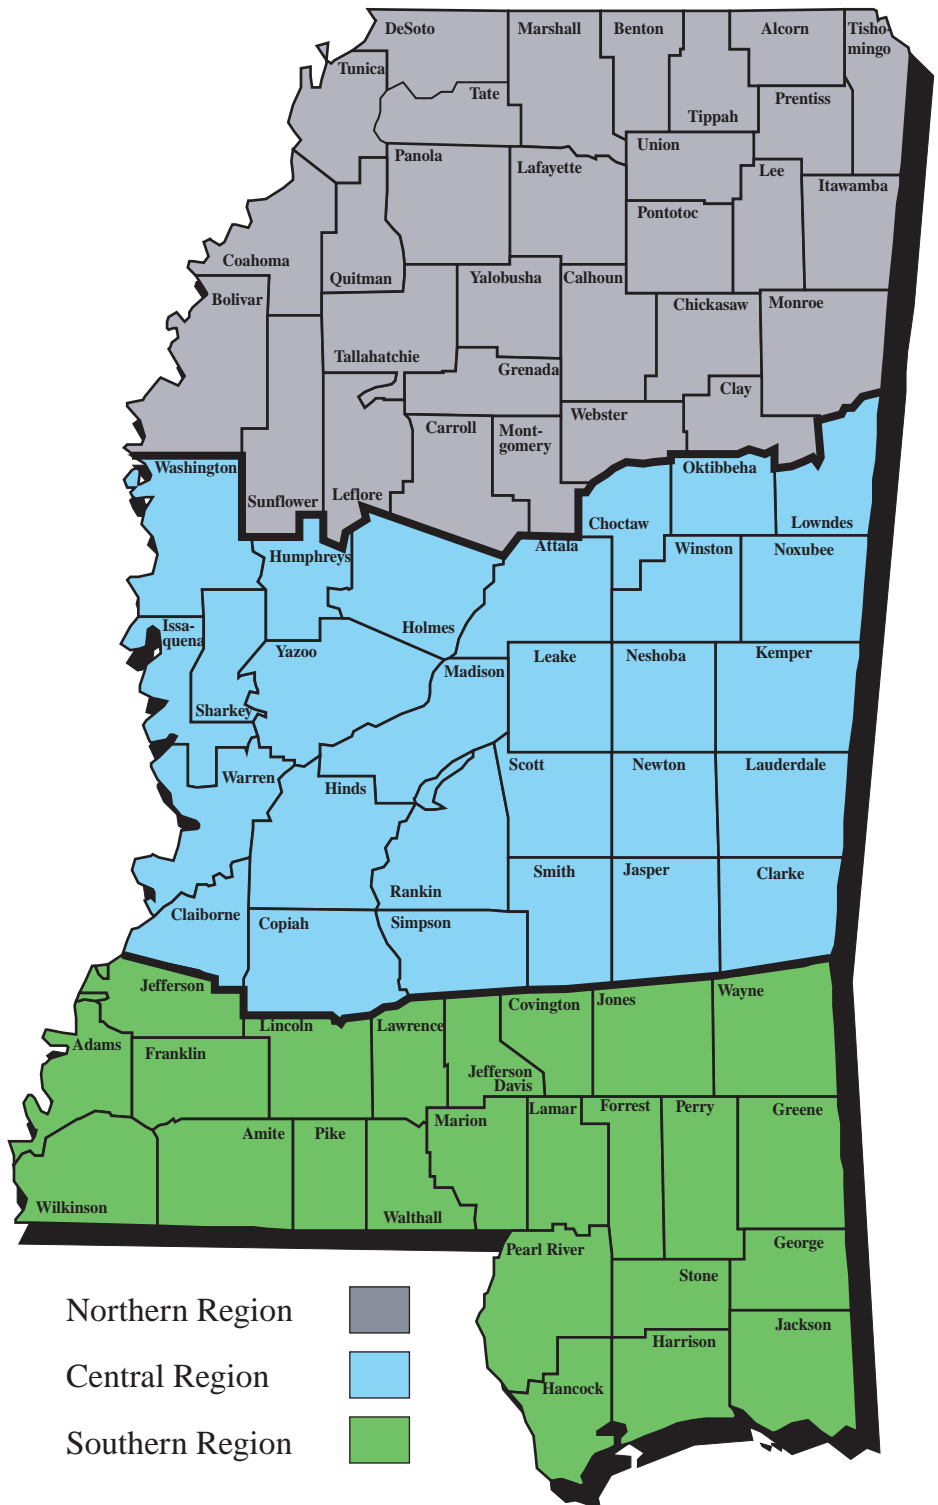 DeSoto
Marshall
Benton
Alcorn
Tisho-
mingo
Tunica
Tate
Tippah
Prentiss
Panola
Lafayette
Union
Lee
Itawamba
Pontotoc
Coahoma
Quitman
Yalobusha
Calhoun
Bolivar
Chickasaw
Monroe
Tallahatchie
Grenada
Clay
Carroll
Mont-
gomery
Webster
Washington
Sunflower
Leflore
Oktibbeha
Choctaw
Lowndes
Humphreys
Attala
Winston
Noxubee
Issa-
quena
Holmes
Yazoo
Madison
Leake
Neshoba
Kemper
Sharkey
Warren
Hinds
Scott
Newton
Lauderdale
Rankin
Smith
Jasper
Clarke
Claiborne
Copiah
Simpson
Jefferson
Lincoln
Lawrence
Covington
Jones
Wayne
Adams
Franklin
Jefferson
Davis
Amite
Pike
Marion
Lamar
Forrest
Perry
Greene
Wilkinson
Walthall
Pearl River
George
Stone
Jackson
Harrison
Hancock
Northern Region
Central Region
Southern Region